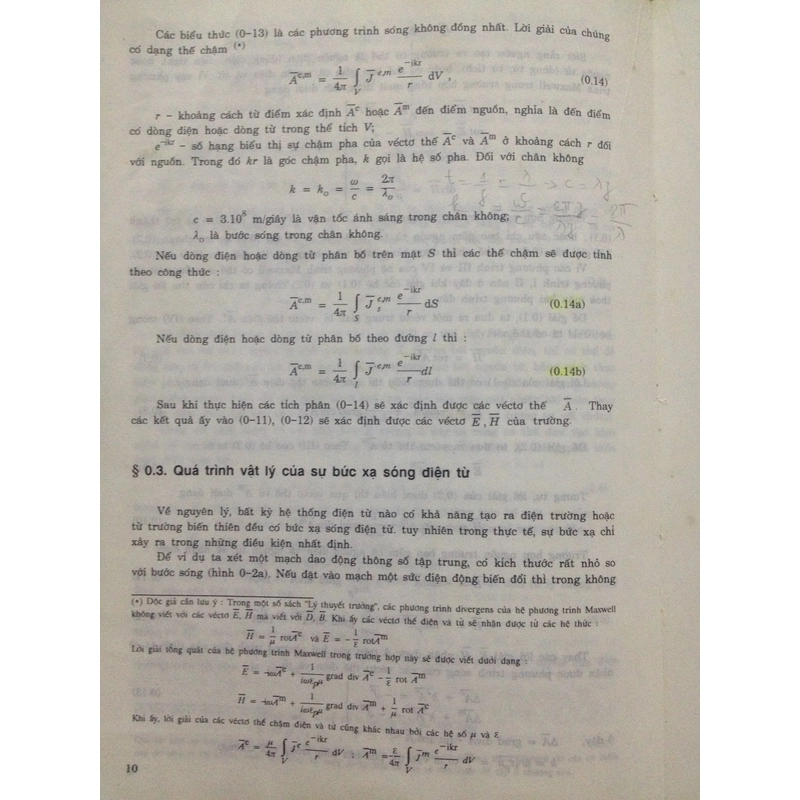 Các biểu thức (0-13) là các phương trình sóng không đồng nhất. Lời giải của chúng
có dạng thế chậm (*)
A̅ᵉ·ᵐ = 1/4π ∫_V J̅ ᵉ·ᵐ e^-ikr / r dV , (0.14)
r – khoảng cách từ điểm xác định A̅ᵉ hoặc A̅ᵐ đến điểm nguồn, nghĩa là đến điểm
có dòng điện hoặc dòng từ trong thể tích V;
e^-ikr – số hạng biểu thị sự chậm pha của véctơ thế A̅ᵉ và A̅ᵐ ở khoảng cách r đối
với nguồn. Trong đó kr là góc chậm pha, k gọi là hệ số pha. Đối với chân không
k = k₀ = ω/c = 2π/λ₀
c = 3.10⁸ m/giây là vận tốc ánh sáng trong chân không;
λ₀ là bước sóng trong chân không.
Nếu dòng điện hoặc dòng từ phân bố trên mặt S thì các thế chậm sẽ được tính
theo công thức :
A̅ᵉ·ᵐ = 1/4π ∫_S J̅_s ᵉ·ᵐ e^-ikr / r dS (0.14a)
Nếu dòng điện hoặc dòng từ phân bố theo đường l thì :
A̅ᵉ·ᵐ = 1/4π ∫_l J̅ ᵉ·ᵐ e^-ikr / r dl (0.14b)
Sau khi thực hiện các tích phân (0-14) sẽ xác định được các véctơ thế A̅ . Thay
các kết quả ấy vào (0-11), (0-12) sẽ xác định được các véctơ E̅ , H̅ của trường.
§ 0.3. Quá trình vật lý của sự bức xạ sóng điện từ
Về nguyên lý, bất kỳ hệ thống điện từ nào có khả năng tạo ra điện trường hoặc
từ trường biến thiên đều có bức xạ sóng điện từ. tuy nhiên trong thực tế, sự bức xạ chỉ
xảy ra trong những điều kiện nhất định.
Để ví dụ ta xét một mạch dao động thông số tập trung, có kích thước rất nhỏ so
với bước sóng (hình 0-2a). Nếu đặt vào mạch một sức điện động biến đổi thì trong không
(*) Độc giả cần lưu ý : Trong một số sách "Lý thuyết trường", các phương trình divergens của hệ phương trình Maxwell
không viết với các véctơ E̅, H̅ mà viết với D̅, B̅. Khi ấy các véctơ thế điện và từ sẽ nhận được từ các hệ thức :
H̅ = 1/μ rotA̅ᵉ và E̅ = - 1/ε rotA̅ᵐ
Lời giải tổng quát của hệ phương trình Maxwell trong trường hợp này sẽ được viết dưới dạng :
E̅ = -iωA̅ᵉ + 1/iωε_pμ grad div A̅ᵉ - 1/ε rot A̅ᵐ
H̅ = -iωA̅ᵐ + 1/iωε_pμ grad div A̅ᵐ + 1/μ rot A̅ᵉ
Khi ấy, lời giải của các véctơ thế chậm điện và từ cũng khác nhau bởi các hệ số μ và ε
A̅ᵉ = μ/4π ∫_V J̅ᵉ e^-ikr / r dV ; A̅ᵐ = ε/4π ∫_V J̅ᵐ e^-ikr / r dV
10